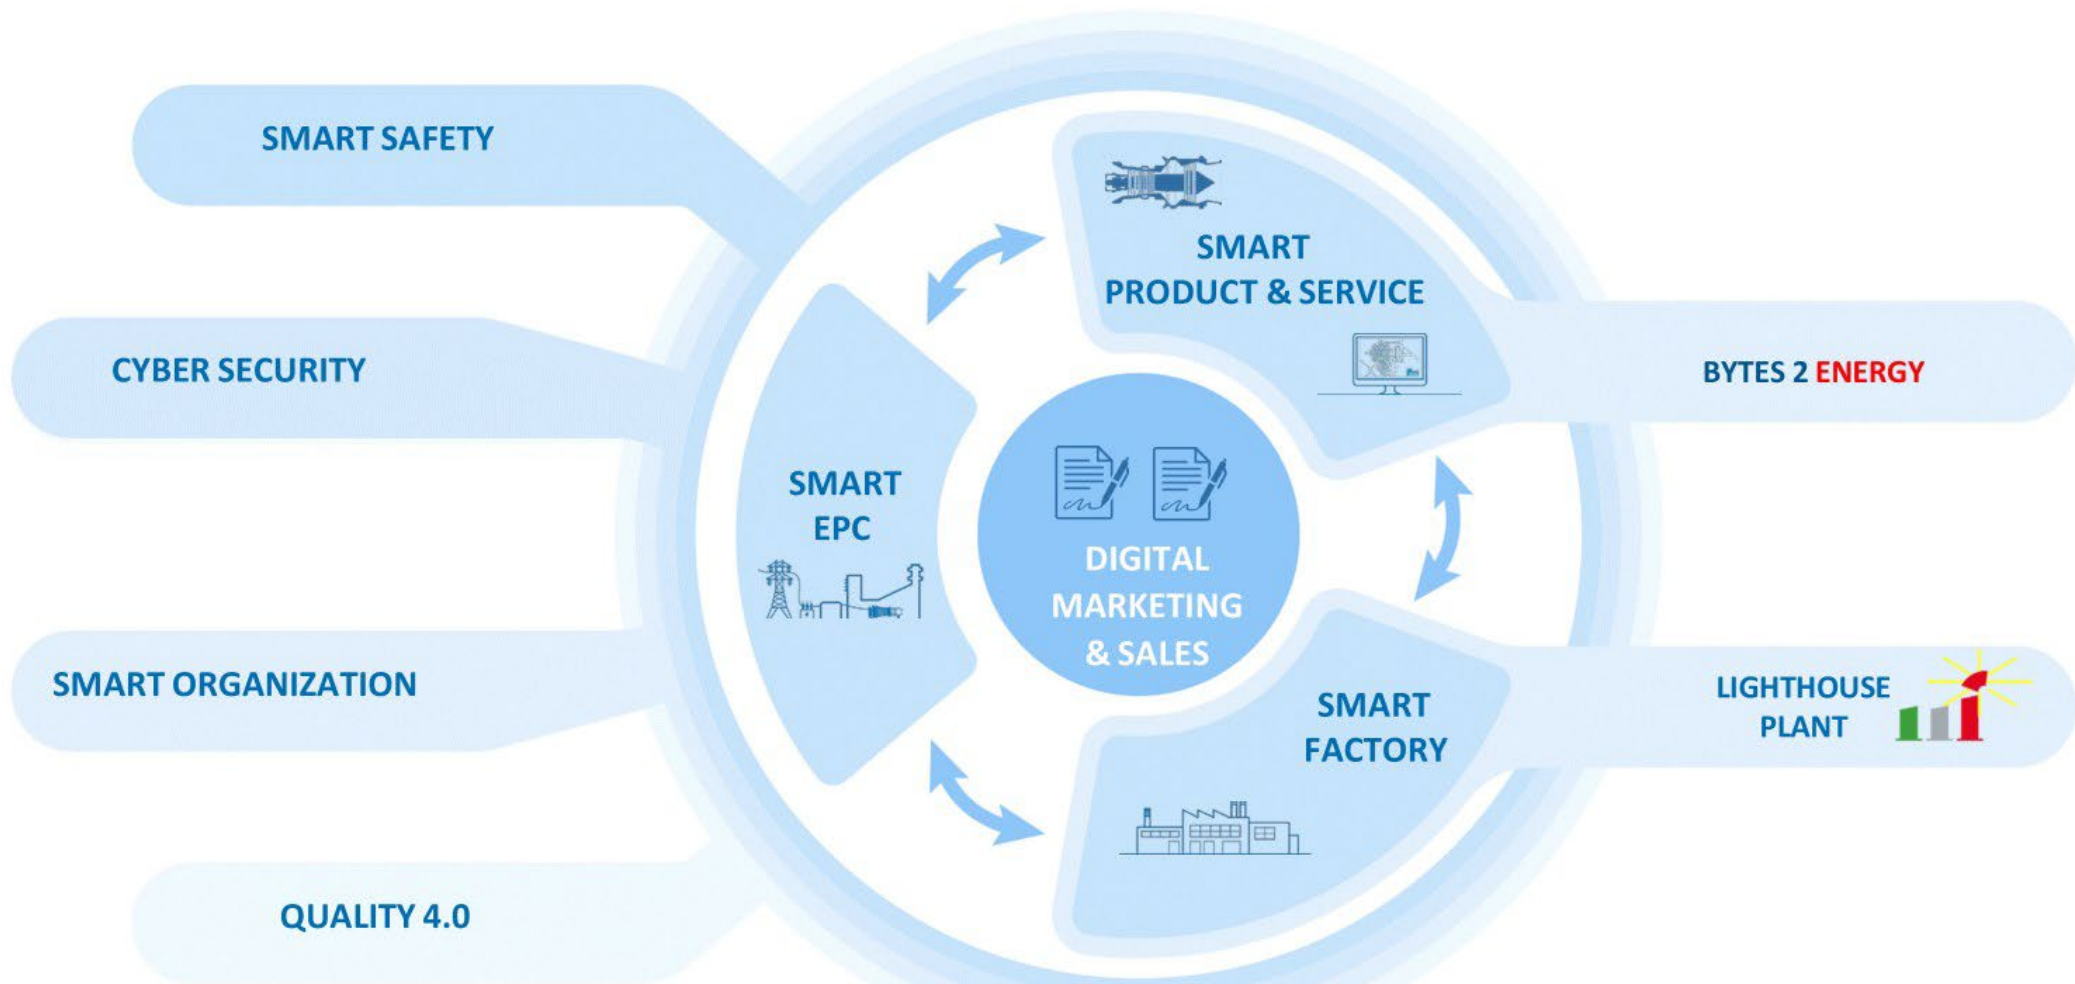 SMART SAFETY
CYBER SECURITY
SMART ORGANIZATION
QUALITY 4.0
SMART
EPC
SMART
PRODUCT & SERVICE
DIGITAL
MARKETING
& SALES
SMART
FACTORY
BYTES 2 ENERGY
LIGHTHOUSE
PLANT